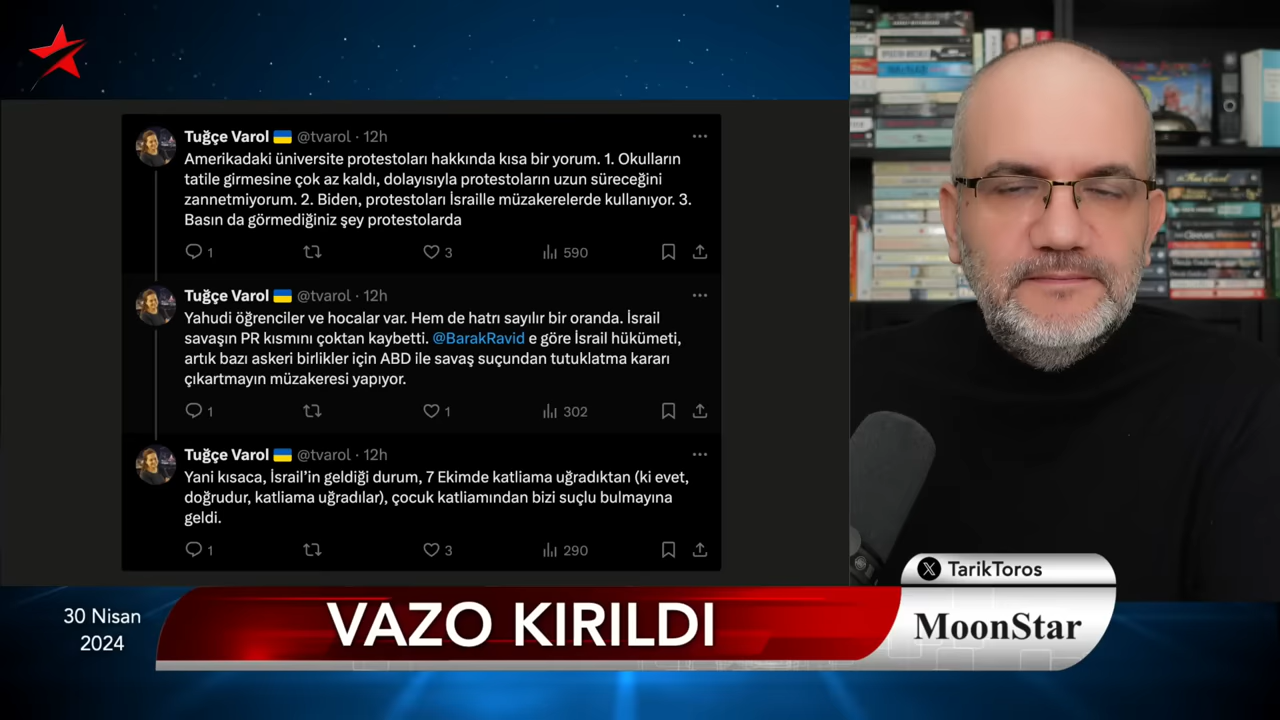 Tuğçe Varol @tvarol · 12h
Amerikadaki üniversite protestoları hakkında kısa bir yorum. 1. Okulların
tatile girmesine çok az kaldı, dolayısıyla protestoların uzun süreceğini
zannetmiyorum. 2. Biden, protestoları İsraille müzakerelerde kullanıyor. 3.
Basın da görmediğiniz şey protestolarda
1 3 590
Tuğçe Varol @tvarol · 12h
Yahudi öğrenciler ve hocalar var. Hem de hatrı sayılır bir oranda. İsrail
savaşın PR kısmını çoktan kaybetti. @BarakRavid e göre İsrail hükümeti,
artık bazı askeri birlikler için ABD ile savaş suçundan tutuklatma kararı
çıkartmayın müzakeresi yapıyor.
1 1 302
Tuğçe Varol @tvarol · 12h
Yani kısaca, İsrail'in geldiği durum, 7 Ekimde katliama uğradıktan (ki evet,
doğrudur, katliama uğradılar), çocuk katliamından bizi suçlu bulmayına
geldi.
1 3 290
X TarikToros
MoonStar
30 Nisan
2024
VAZO KIRILDI